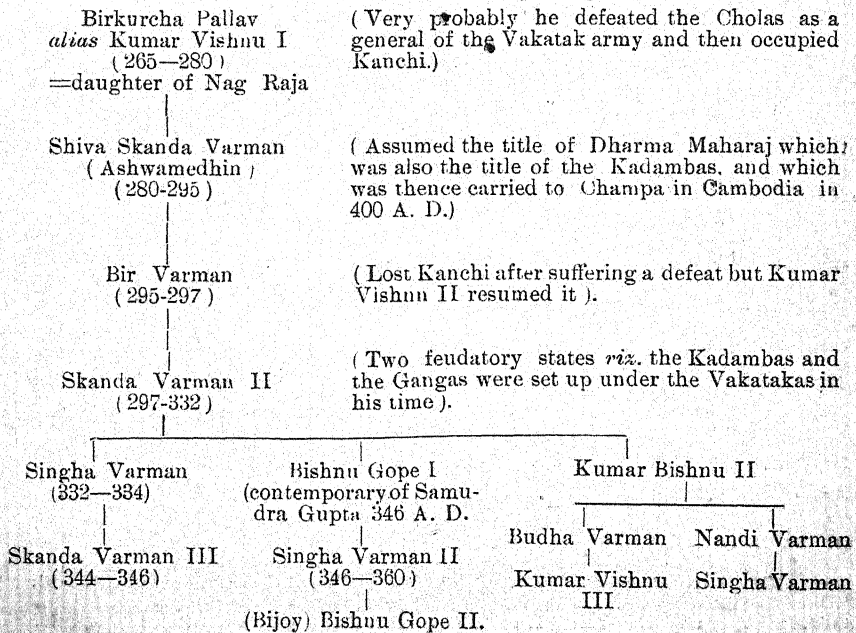 Birkurcha Pallav
alias Kumar Vishnu I
(265—280)
=daughter of Nag Raja
(Very probably he defeated the Cholas as a
general of the Vakatak army and then occupied
Kanchi.)
Shiva Skanda Varman
(Ashwamedhin)
(280-295)
(Assumed the title of Dharma Maharaj which
was also the title of the Kadambas. and which
was thence carried to Champa in Cambodia in
400 A. D.)
Bir Varman
(295-297)
(Lost Kanchi after suffering a defeat but Kumar
Vishnu II resumed it).
Skanda Varman II
(297-332)
(Two feudatory states viz. the Kadambas and
the Gangas were set up under the Vakatakas in
his time).
Singha Varman
(332—334)
Skanda Varman III
(344—346)
Bishnu Gope I
(contemporary of Samu-
dra Gupta 346 A. D.
Singha Varman II
(346—360)
(Bijoy) Bishnu Gope II.
Kumar Bishnu II
Budha Varman
Kumar Vishnu
III
Nandi Varman
Singha Varman